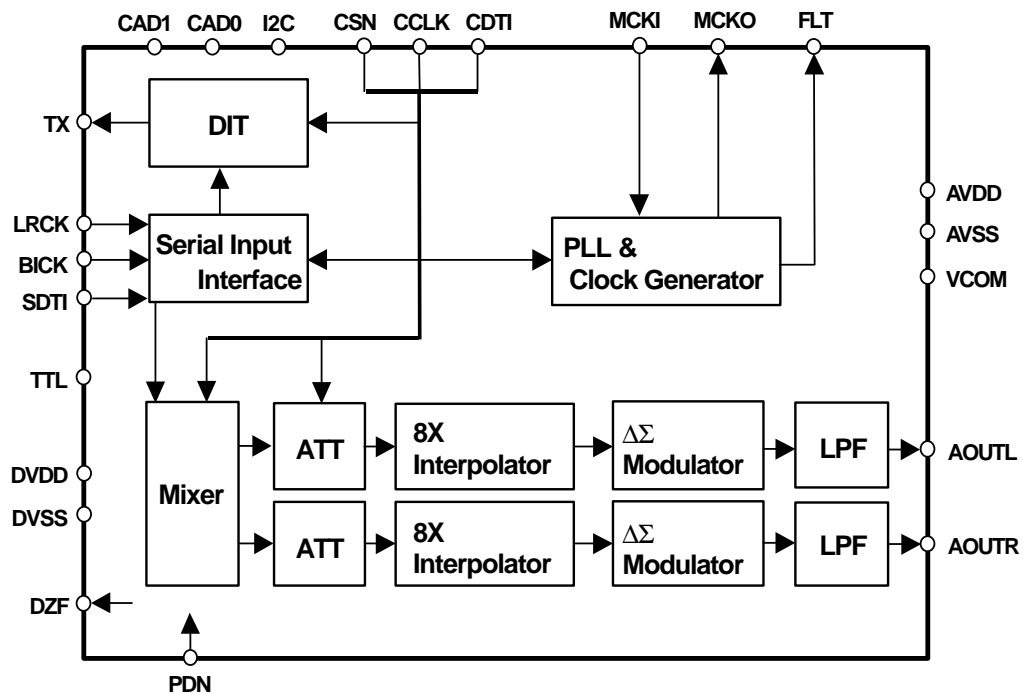 CAD1 CAD0 I2C CSN CCLK CDTI MCKI MCKO FLT
TX
DIT
LRCK
BICK
SDTI
Serial Input
Interface
PLL &
Clock Generator
AVDD
AVSS
VCOM
TTL
DVDD
DVSS
DZF
PDN
Mixer
ATT
8X
Interpolator
ΔΣ
Modulator
LPF
AOUTL
ATT
8X
Interpolator
ΔΣ
Modulator
LPF
AOUTR